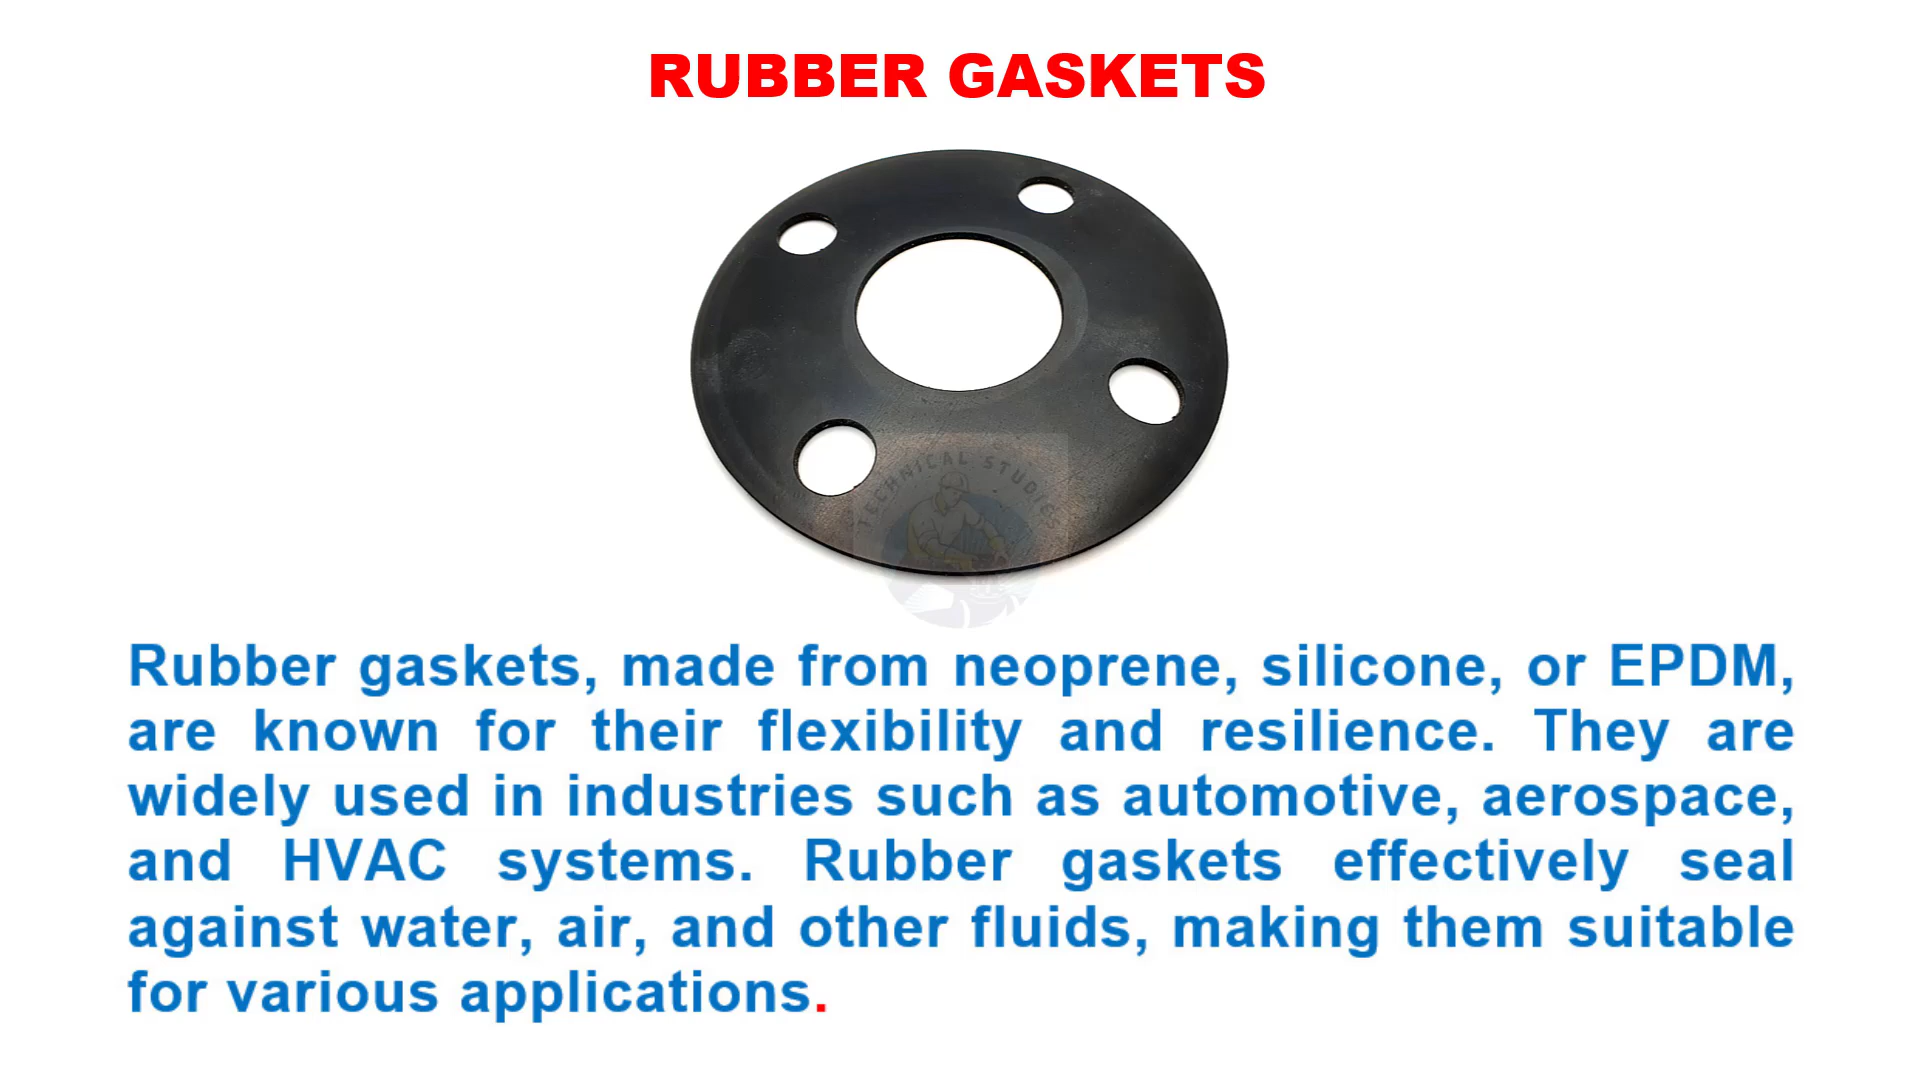 RUBBER GASKETS
TECHNICAL STUDIES
Rubber gaskets, made from neoprene, silicone, or EPDM,
are known for their flexibility and resilience. They are
widely used in industries such as automotive, aerospace,
and HVAC systems. Rubber gaskets effectively seal
against water, air, and other fluids, making them suitable
for various applications.